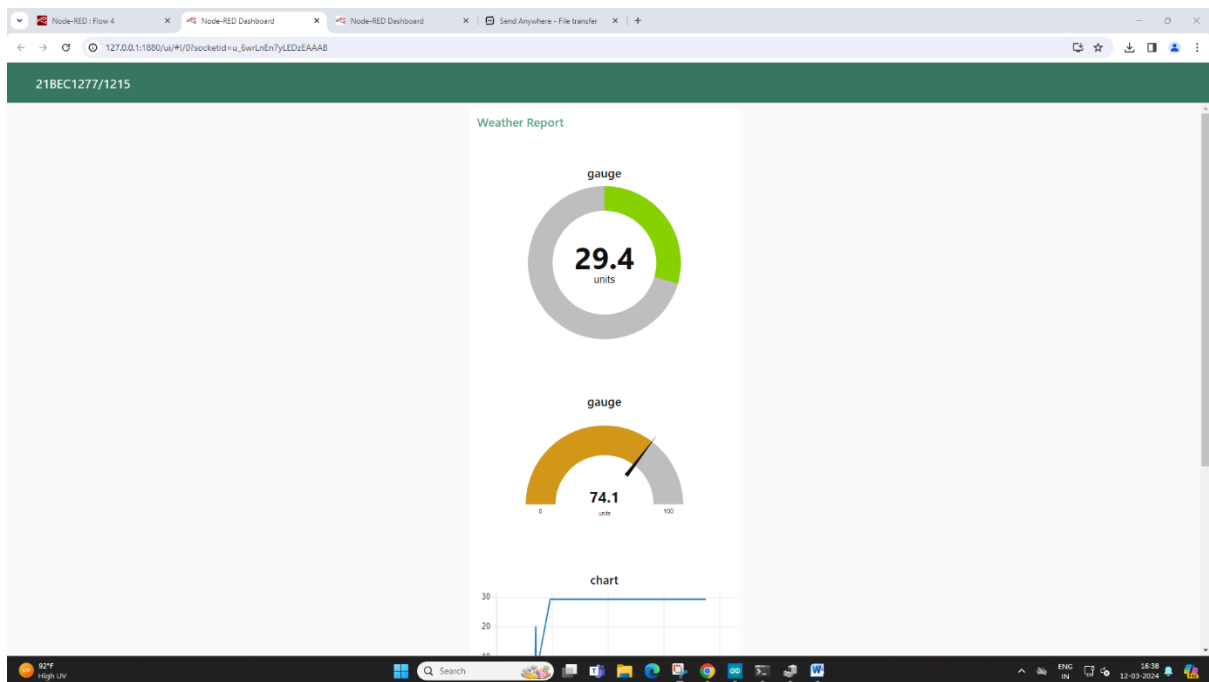 Node-RED : Flow 4
Node-RED Dashboard
Node-RED Dashboard
Send Anywhere - File transfer
127.0.0.1:1880/ui/#!/0?socketid=u_6wrLnEn7yLEDzEAAAB
21BEC1277/1215
Weather Report
gauge
29.4
units
gauge
74.1
0
units
100
chart
30
20
10
92°F
High UV
Search
ENG
IN
16:38
12-03-2024